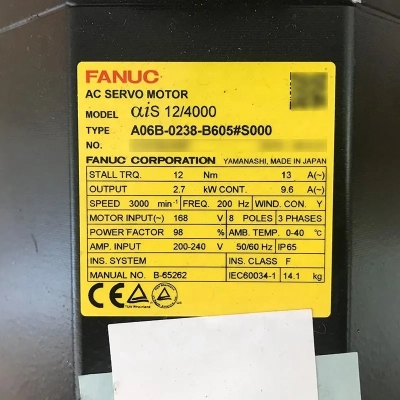 FANUC
AC SERVO MOTOR
MODEL αiS 12/4000
TYPE A06B-0238-B605#S000
NO.
FANUC CORPORATION YAMANASHI, MADE IN JAPAN
STALL TRQ. 12 Nm 13 A(~)
OUTPUT 2.7 kW CONT. 9.6 A(~)
SPEED 3000 min⁻¹ FREQ. 200 Hz WIND. CON. Y
MOTOR INPUT(~) 168 V 8 POLES 3 PHASES
POWER FACTOR 98 % AMB. TEMP. 0-40 ℃
AMP. INPUT 200-240 V 50/60 Hz IP65
INS. SYSTEM INS. CLASS F
MANUAL NO. B-65262 IEC60034-1 14.1 kg
CE